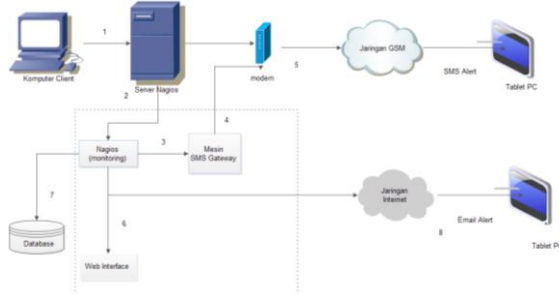 1
5
Jaringan GSM
Komputer Client
Server Nagios
modem
SMS Alert
Tablet PC
2
4
Nagios
(monitoring)
3
Mesin
SMS Gateway
7
6
Jaringan
Internet
Database
Email Alert
8
Tablet P
Web Interface